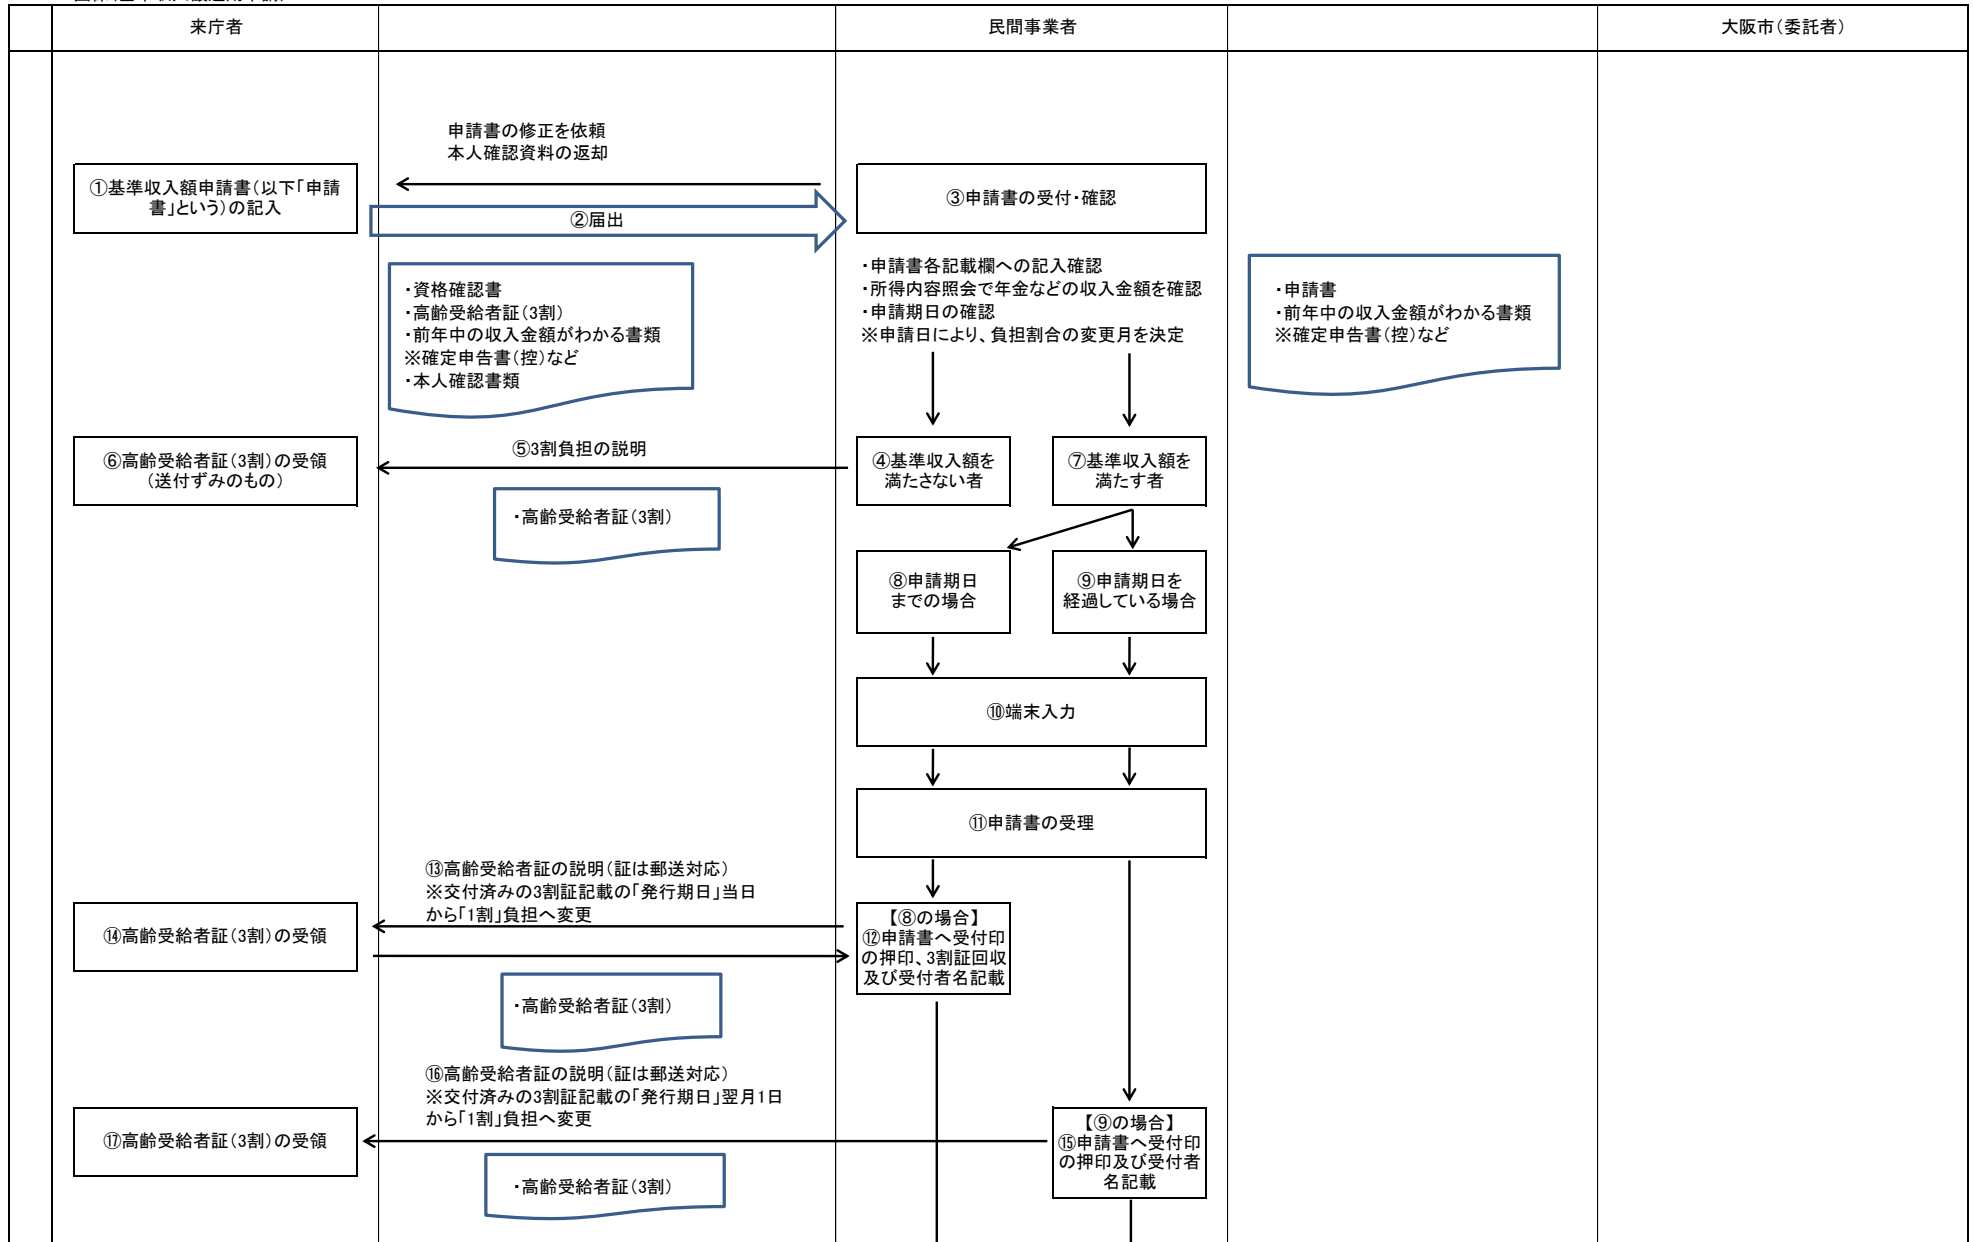 来庁者
民間事業者
大阪市（委託者）
申請書の修正を依頼
本人確認資料の返却
①基準収入額申請書（以下「申請
書」という）の記入
②届出
③申請書の受付・確認
・資格確認書
・高齢受給者証（3割）
・前年中の収入金額がわかる書類
※確定申告書（控）など
・本人確認書類
・申請書各記載欄への記入確認
・所得内容照会で年金などの収入金額を確認
・申請期日の確認
※申請日により、負担割合の変更月を決定
・申請書
・前年中の収入金額がわかる書類
※確定申告書（控）など
⑥高齢受給者証（3割）の受領
（送付ずみのもの）
⑤3割負担の説明
④基準収入額を
満たさない者
⑦基準収入額を
満たす者
・高齢受給者証（3割）
⑧申請期日
までの場合
⑨申請期日を
経過している場合
⑩端末入力
⑪申請書の受理
⑬高齢受給者証の説明（証は郵送対応）
※交付済みの3割証記載の「発行期日」当日
から「1割」負担へ変更
⑭高齢受給者証（3割）の受領
【⑧の場合】
⑫申請書へ受付印
の押印、3割証回収
及び受付者名記載
・高齢受給者証（3割）
⑯高齢受給者証の説明（証は郵送対応）
※交付済みの3割証記載の「発行期日」翌月1日
から「1割」負担へ変更
⑰高齢受給者証（3割）の受領
【⑨の場合】
⑮申請書へ受付印
の押印及び受付者
名記載
・高齢受給者証（3割）